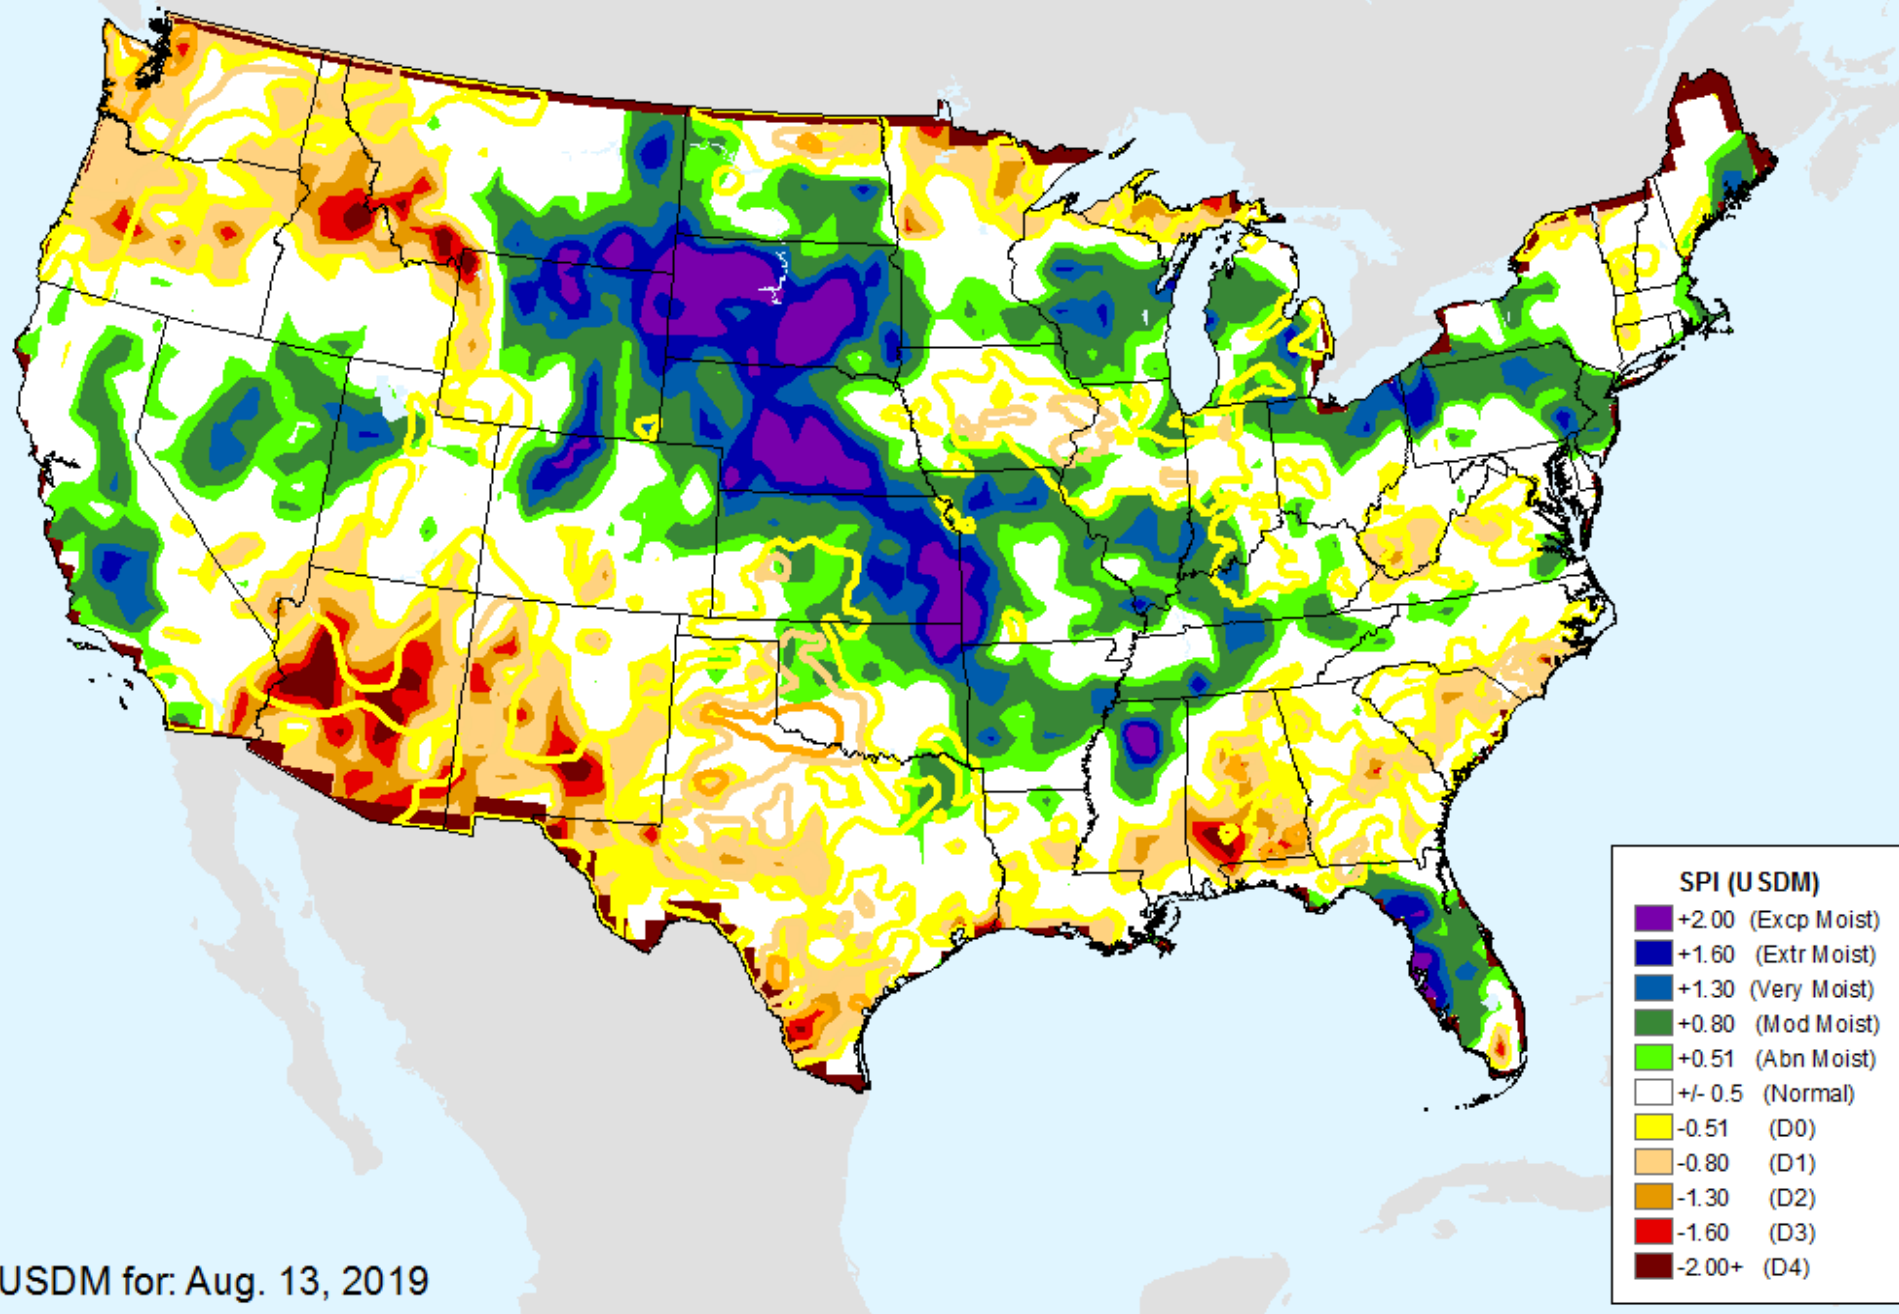 SPI (USDM)
+2.00 (Excp Moist)
+1.60 (Extr Moist)
+1.30 (Very Moist)
+0.80 (Mod Moist)
+0.51 (Abn Moist)
+/- 0.5 (Normal)
-0.51 (D0)
-0.80 (D1)
-1.30 (D2)
-1.60 (D3)
-2.00+ (D4)
USDM for: Aug. 13, 2019